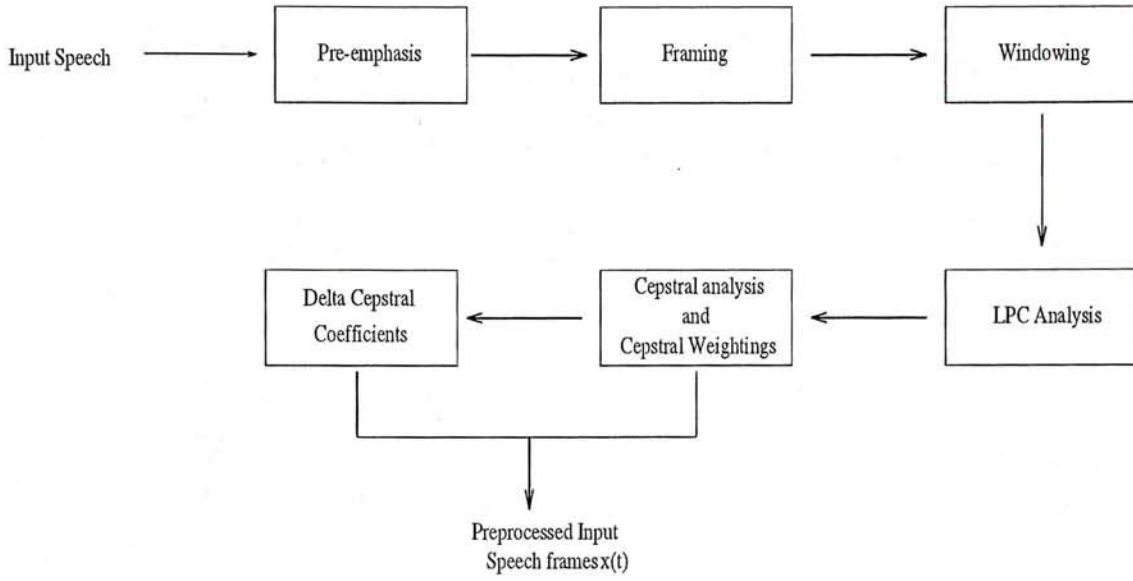 Input Speech
Pre-emphasis
Framing
Windowing
Delta Cepstral
Coefficients
Cepstral analysis
and
Cepstral Weightings
LPC Analysis
Preprocessed Input
Speech frames x(t)